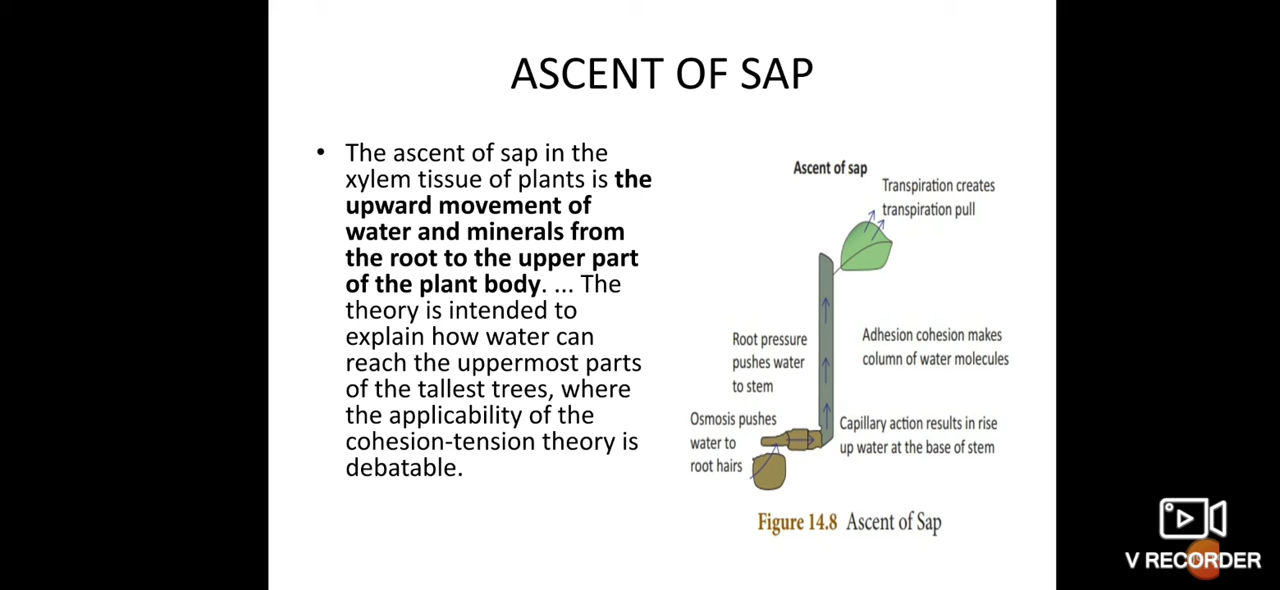 ASCENT OF SAP
• The ascent of sap in the
xylem tissue of plants is the
upward movement of
water and minerals from
the root to the upper part
of the plant body. ... The
theory is intended to
explain how water can
reach the uppermost parts
of the tallest trees, where
the applicability of the
cohesion-tension theory is
debatable.
Ascent of sap
Transpiration creates
transpiration pull
Root pressure
pushes water
to stem
Adhesion cohesion makes
column of water molecules
Osmosis pushes
water to
root hairs
Capillary action results in rise
up water at the base of stem
Figure 14.8 Ascent of Sap
V RECORDER